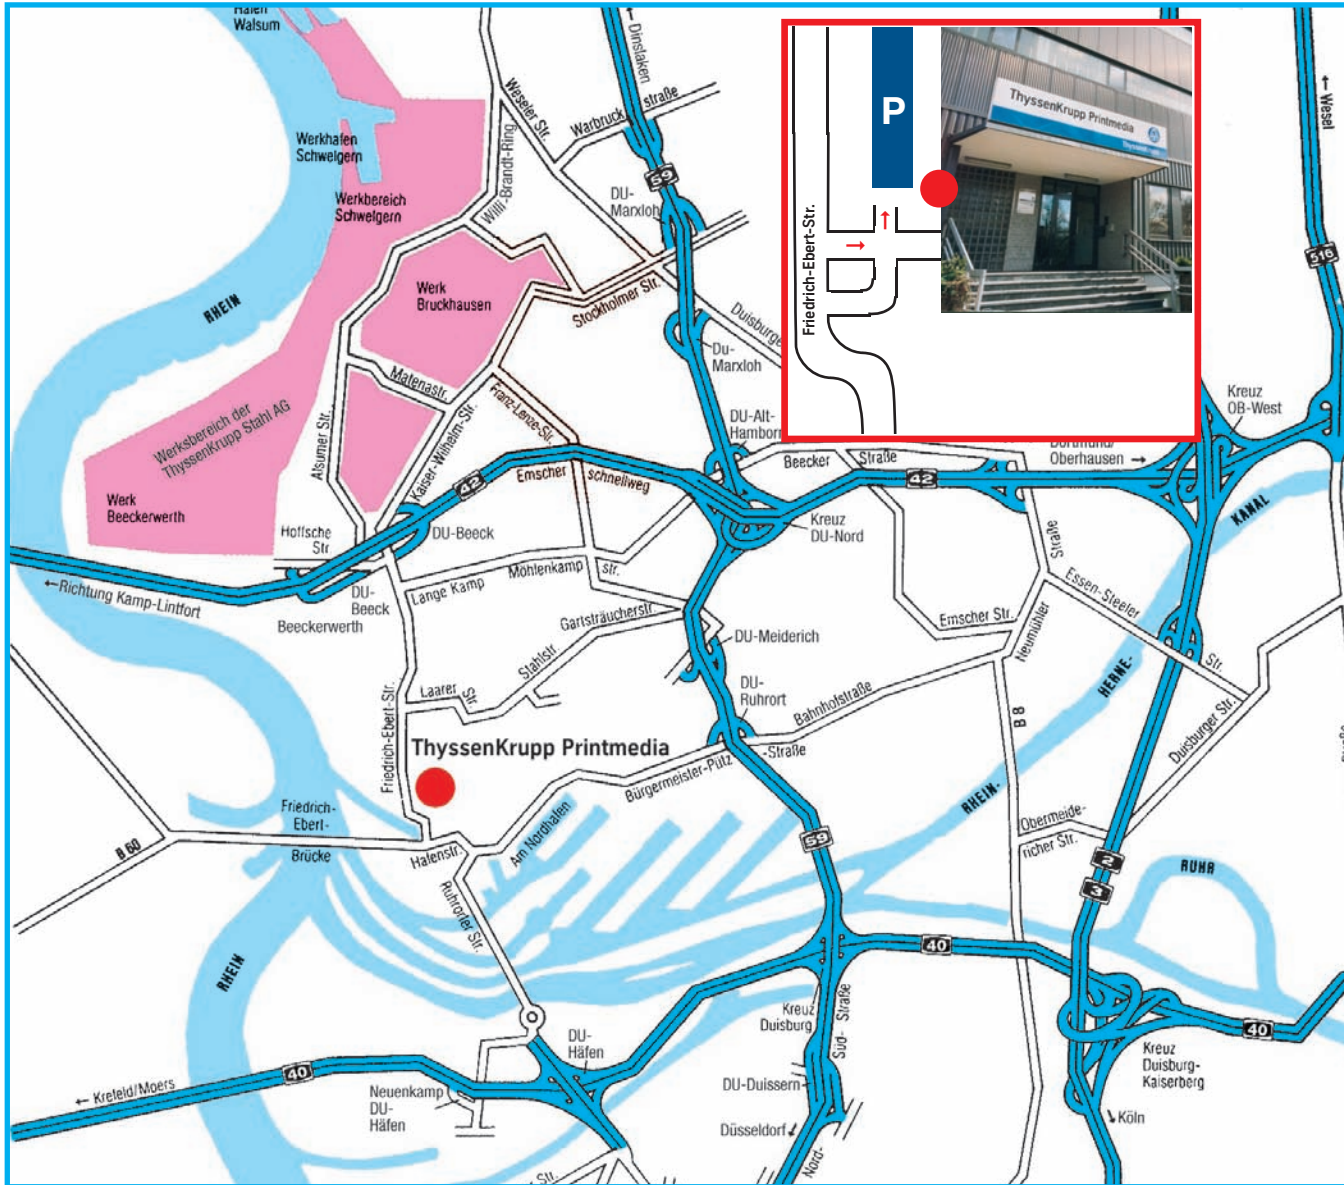 Hafen
Walsum
← Dinslaken
Weseler Str.
Warbruck
straße
Werkhafen
Schwelgern
Willi-Brandt-Ring
59
DU-
Marxloh
Werkbereich
Schwelgern
RHEIN
Werk
Bruckhausen
Stockholmer Str.
Duisburge
Du-
Marxloh
Matenastr.
Franz-Lenze-Str.
Kaiser-Wilhelm-Str.
Alsumer Str.
Werksbereich der
ThyssenKrupp Stahl AG
Werk
Beeckerwerth
DU-Alt-
Hamborn
P
ThyssenKrupp Printmedia
Friedrich-Ebert-Str.
← Wesel
516
Kreuz
OB-West
Dortmund/
Oberhausen →
Beecker
Straße
42
Emscher
schnellweg
42
KANAL
Hoffsche
Str.
DU-Beeck
Kreuz
DU-Nord
Straße
← Richtung Kamp-Lintfort
DU-
Beeck
Beeckerwerth
Lange Kamp
Möhlenkamp
str.
Essen-Steeler
Str.
Gartsträucherstr.
Emscher Str.
Neumühler
DU-Meiderich
Stahlstr.
HERNE-
Laarer Str
DU-
Ruhrort
Bahnhofstraße
B 8
Duisburger Str.
Friedrich-Ebert-Str.
ThyssenKrupp Printmedia
Bürgermeister-Pütz
-Straße
RHEIN-
Friedrich-
Ebert-
Brücke
B 60
Hafenstr.
Am Nordhafen
59
Obermeide-
richer Str.
2
3
RUHR
Ruhrorter Str.
40
RHEIN
Kreuz
Duisburg
Süd-
Straße
40
DU-
Häfen
40
← Krefeld/Moers
Neuenkamp
DU-
Häfen
DU-Duissern
Kreuz
Duisburg-
Kaiserberg
Düsseldorf
Köln
Nord-
Str.